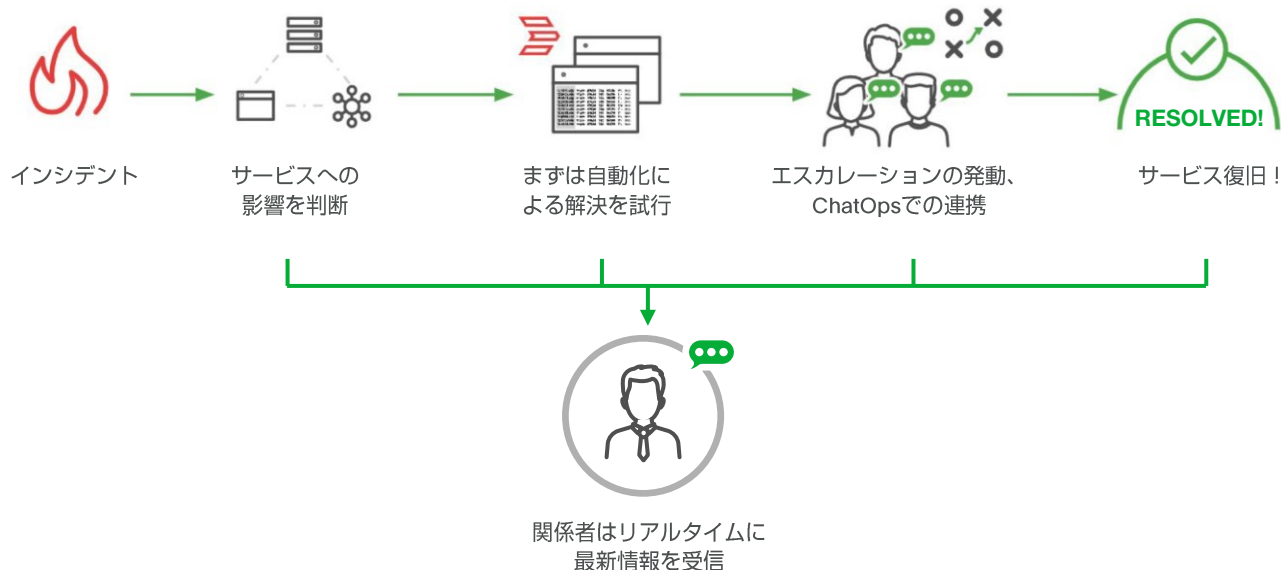 RESOLVED!
インシデント
サービスへの
影響を判断
まずは自動化に
よる解決を試行
エスカレーションの発動、
ChatOpsでの連携
サービス復旧！
関係者はリアルタイムに
最新情報を受信